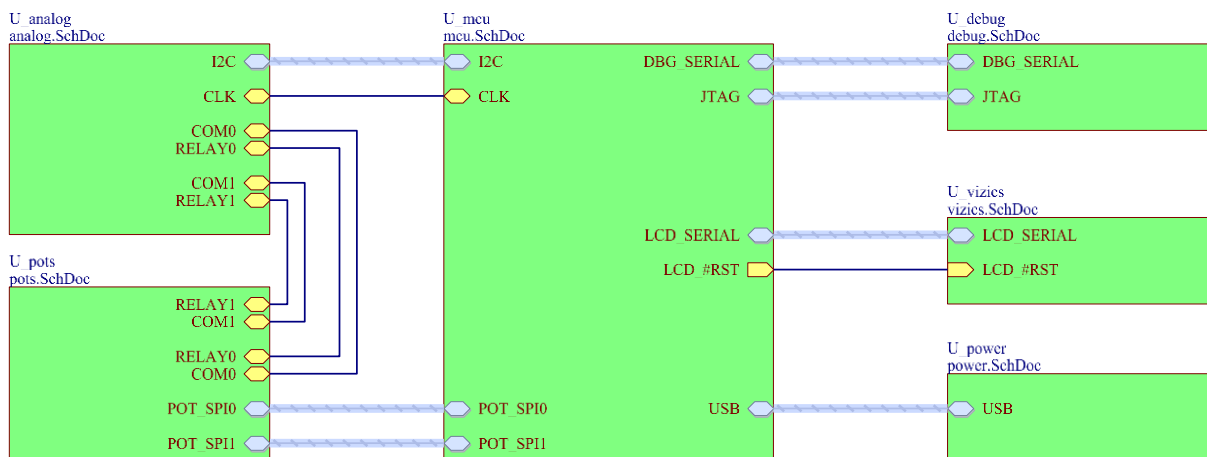 U_analog
analog.SchDoc
I2C
CLK
COM0
RELAY0
COM1
RELAY1
U_pots
pots.SchDoc
RELAY1
COM1
RELAY0
COM0
POT_SPI0
POT_SPI1
U_mcu
mcu.SchDoc
I2C
CLK
POT_SPI0
POT_SPI1
DBG_SERIAL
JTAG
LCD_SERIAL
LCD_#RST
USB
U_debug
debug.SchDoc
DBG_SERIAL
JTAG
U_vizics
vizics.SchDoc
LCD_SERIAL
LCD_#RST
U_power
power.SchDoc
USB